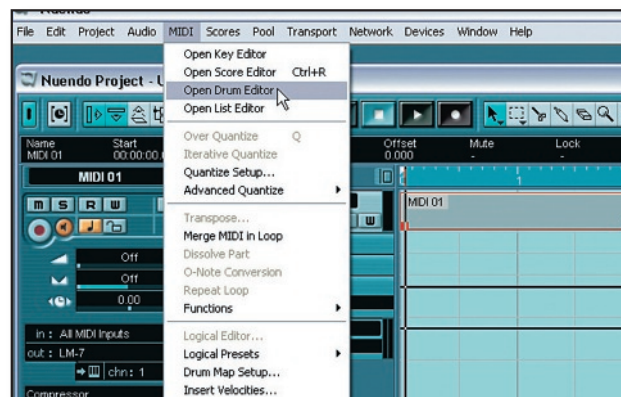 Nuendo
File Edit Project Audio MIDI Scores Pool Transport Network Devices Window Help
Open Key Editor
Open Score Editor Ctrl+R
Open Drum Editor
Open List Editor
Over Quantize Q
Iterative Quantize
Quantize Setup...
Advanced Quantize
Transpose...
Merge MIDI in Loop
Dissolve Part
O-Note Conversion
Repeat Loop
Functions
Logical Editor...
Logical Presets
Drum Map Setup...
Insert Velocities...
Nuendo Project - U
Name Start Offset Mute Lock
MIDI 01 00:00:00. 0.000 - -
MIDI 01
M S R W
W
Off
Off
0.00
in : All MIDI Inputs
out : LM-7
chn: 1
Compressor
1
MIDI 01